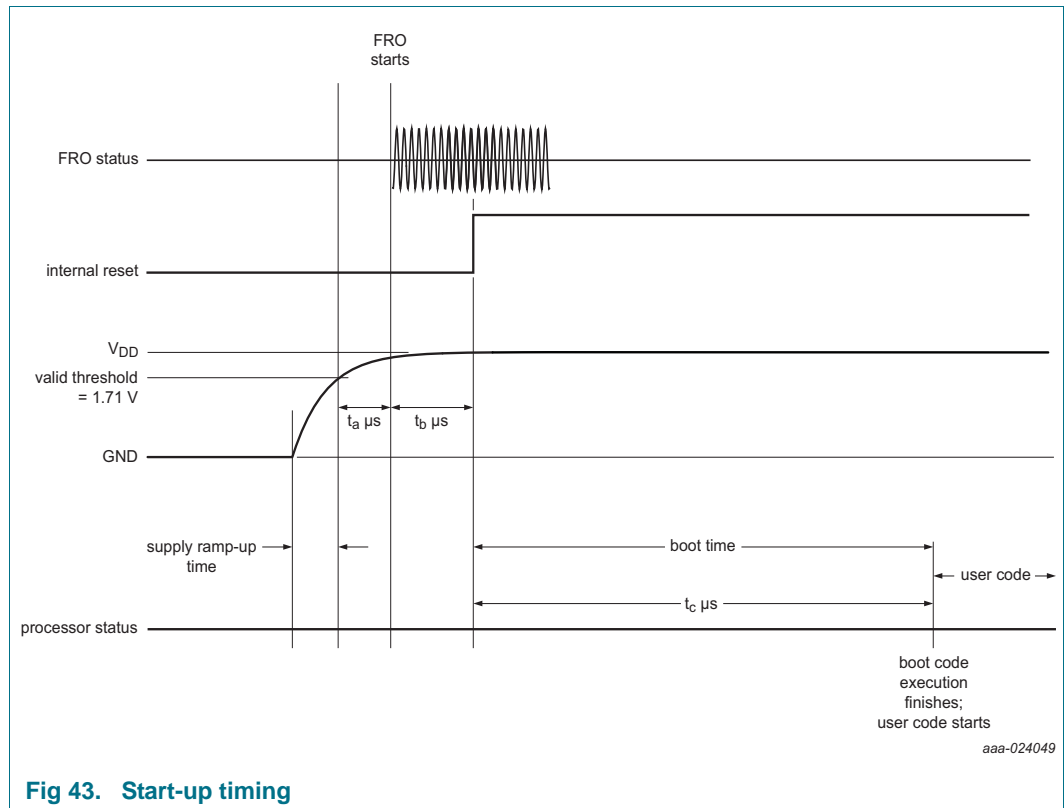 FRO
starts
FRO status
internal reset
VDD
valid threshold
= 1.71 V
ta µs
tb µs
GND
supply ramp-up
time
boot time
user code
tc µs
processor status
boot code
execution
finishes;
user code starts
aaa-024049
Fig 43. Start-up timing